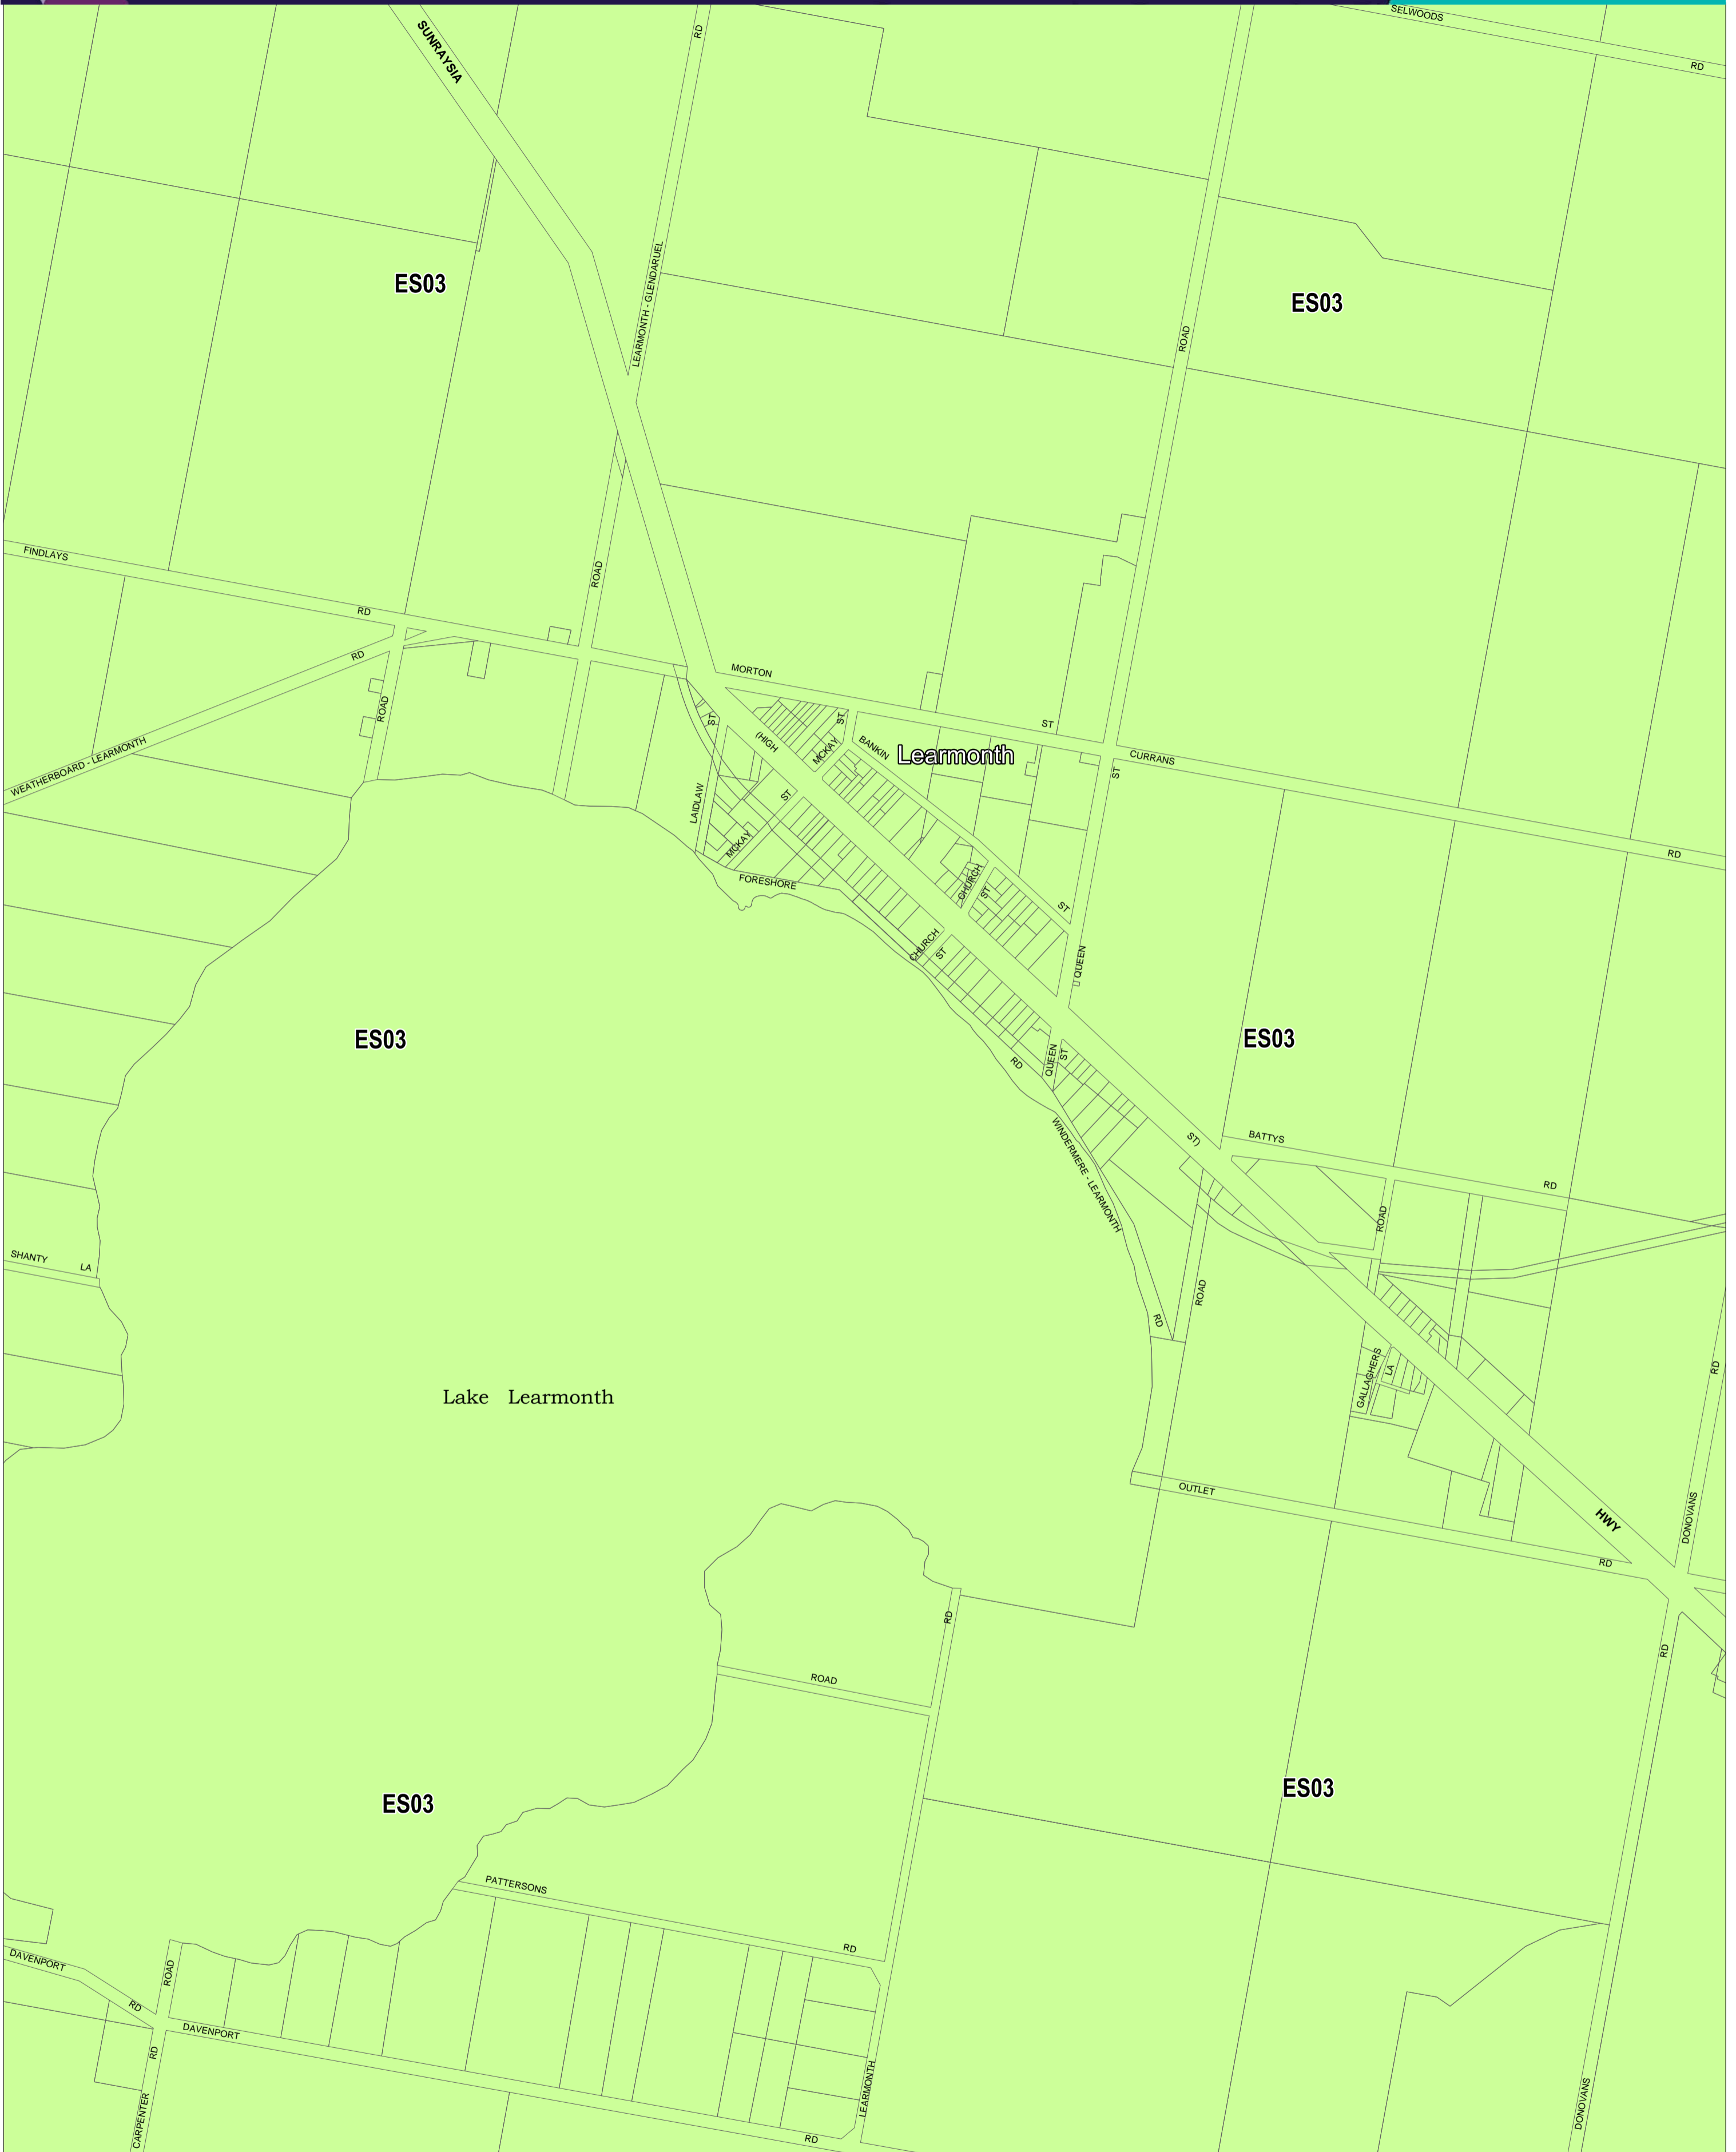 SELWOODS
RD
SUNRAYSIA
RD
LEARMONTH - GLENDARUEL
ES03
ES03
ROAD
FINDLAYS
RD
ROAD
RD
WEATHERBOARD - LEARMONTH
ROAD
MORTON
ST
ST
ST
(HIGH
MCKAY
BANKIN
Learmonth
CURRANS
RD
ST
LAIDLAW
ST
MCKAY
FORESHORE
CHURCH
ST
ST
CHURCH
ST
QUEEN
ES03
ES03
RD
QUEEN
ST
WINDERMERE - LEARMONTH
ST)
BATTYS
RD
ROAD
SHANTY
LA
ROAD
RD
GALLAGHERS
LA
RD
Lake Learmonth
OUTLET
RD
HWY
DONOVANS
RD
RD
ROAD
ES03
ES03
PATTERSONS
RD
DAVENPORT
RD
ROAD
DAVENPORT
RD
CARPENTER
RD
LEARMONTH
DONOVANS